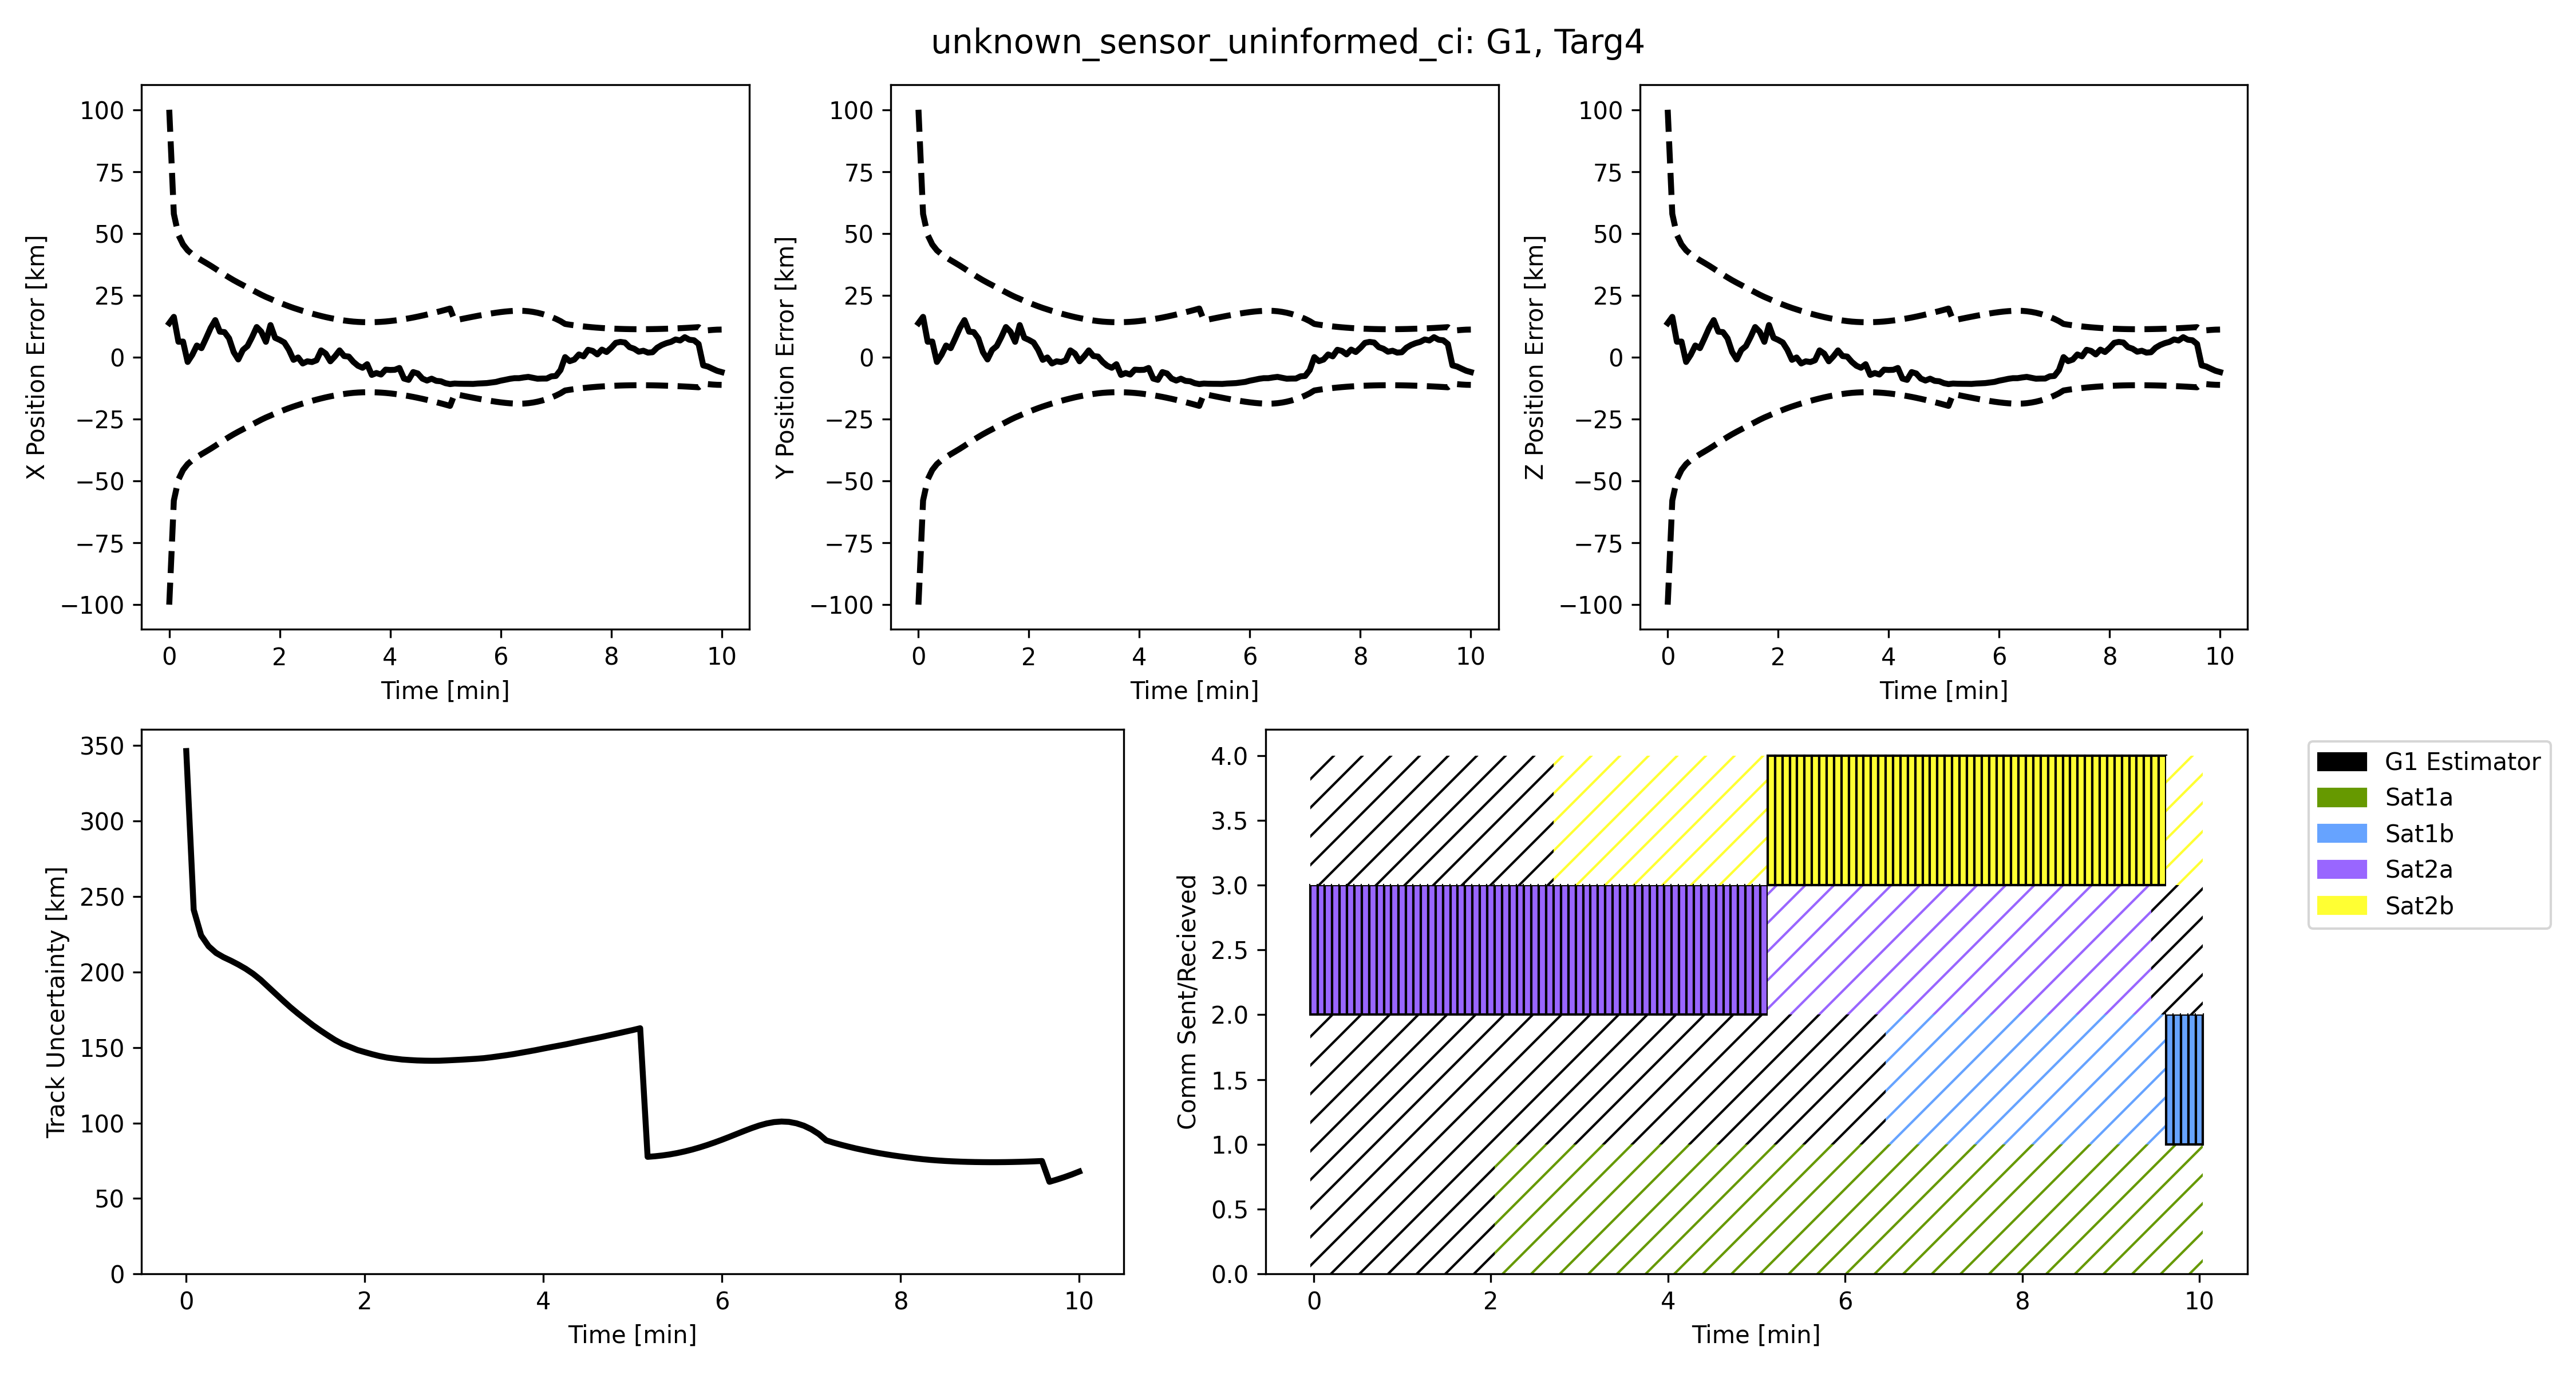 unknown_sensor_uninformed_ci: G1, Targ4
100
75
50
25
0
−25
−50
−75
−100
X Position Error [km]
0 2 4 6 8 10
Time [min]
100
75
50
25
0
−25
−50
−75
−100
Y Position Error [km]
0 2 4 6 8 10
Time [min]
100
75
50
25
0
−25
−50
−75
−100
Z Position Error [km]
0 2 4 6 8 10
Time [min]
350
300
250
200
150
100
50
0
Track Uncertainty [km]
0 2 4 6 8 10
Time [min]
4.0
3.5
3.0
2.5
2.0
1.5
1.0
0.5
0.0
Comm Sent/Recieved
0 2 4 6 8 10
Time [min]
G1 Estimator
Sat1a
Sat1b
Sat2a
Sat2b